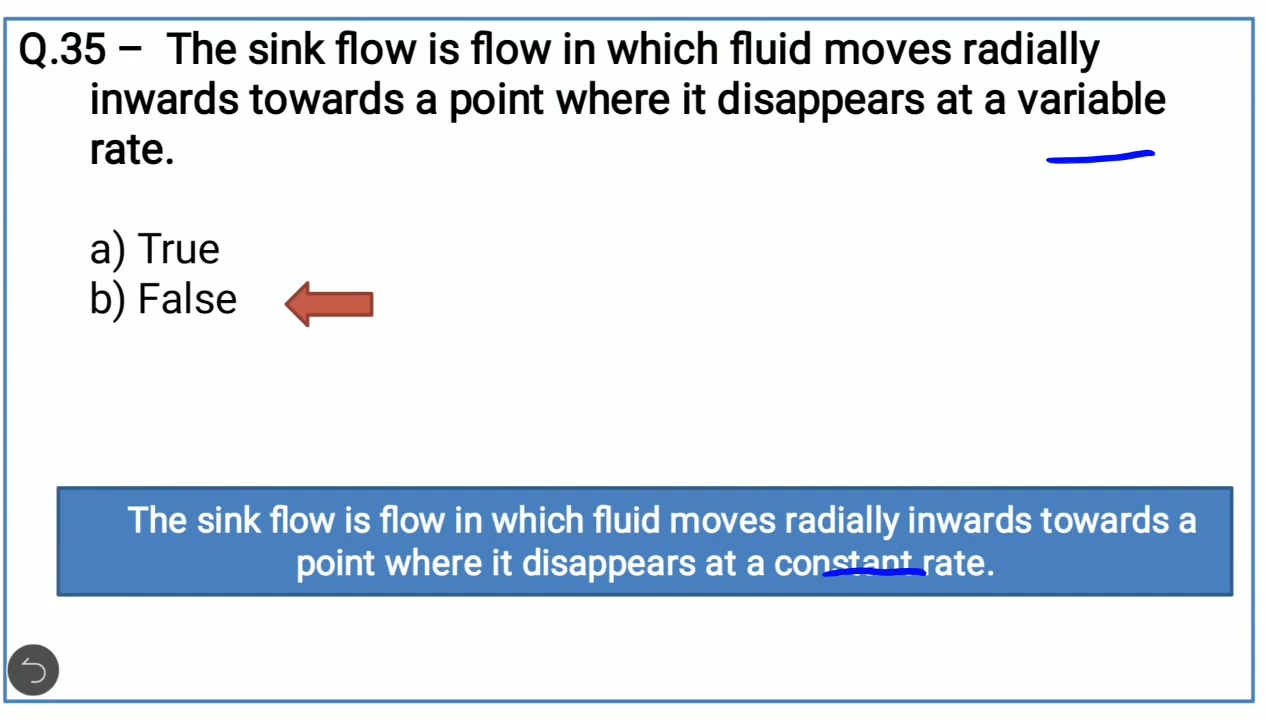 Q.35 – The sink flow is flow in which fluid moves radially
inwards towards a point where it disappears at a variable
rate.
a) True
b) False
The sink flow is flow in which fluid moves radially inwards towards a
point where it disappears at a constant rate.